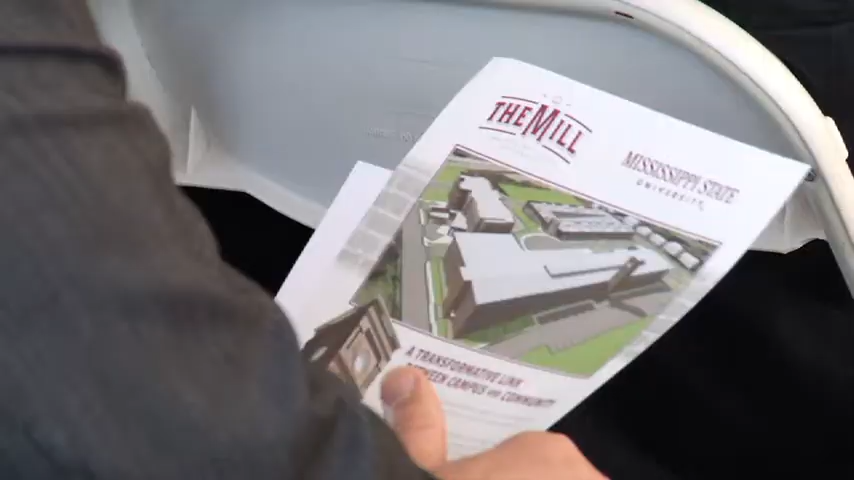 THE MILL
MISSISSIPPI STATE
UNIVERSITY
A TRANSFORMATIVE LINK
BETWEEN CAMPUS AND COMMUNITY